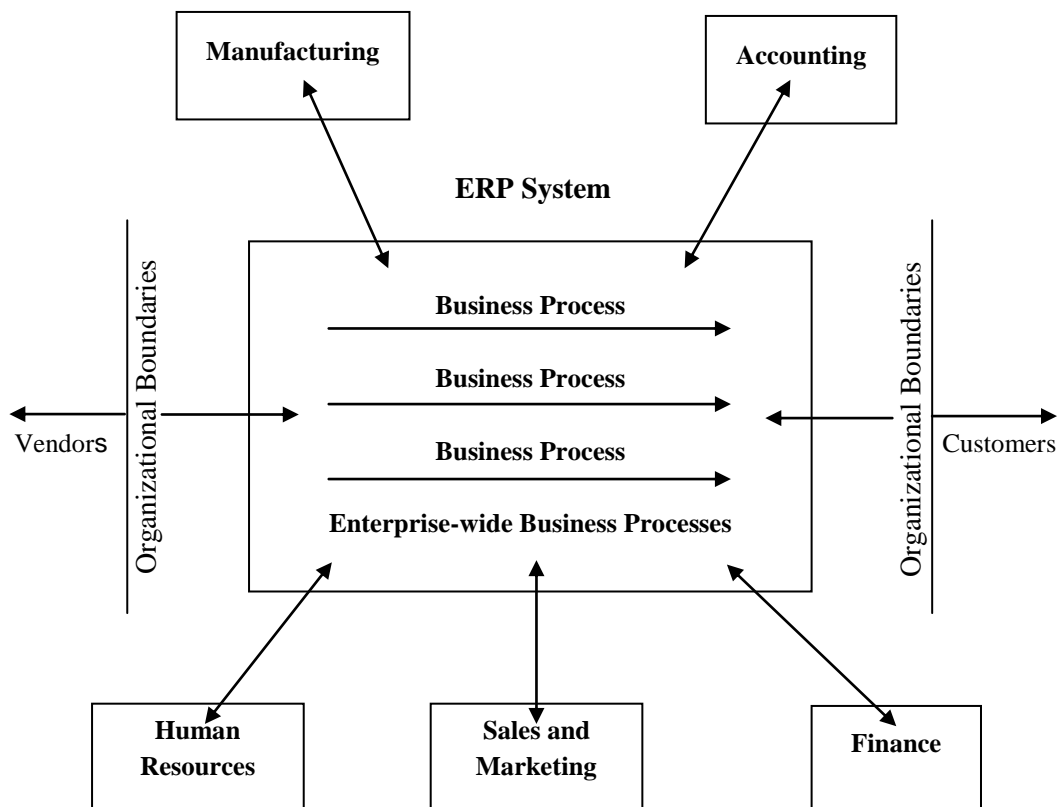 Manufacturing
Accounting
ERP System
Organizational Boundaries
Organizational Boundaries
Business Process
Business Process
Vendors
Customers
Business Process
Enterprise-wide Business Processes
Human
Resources
Sales and
Marketing
Finance